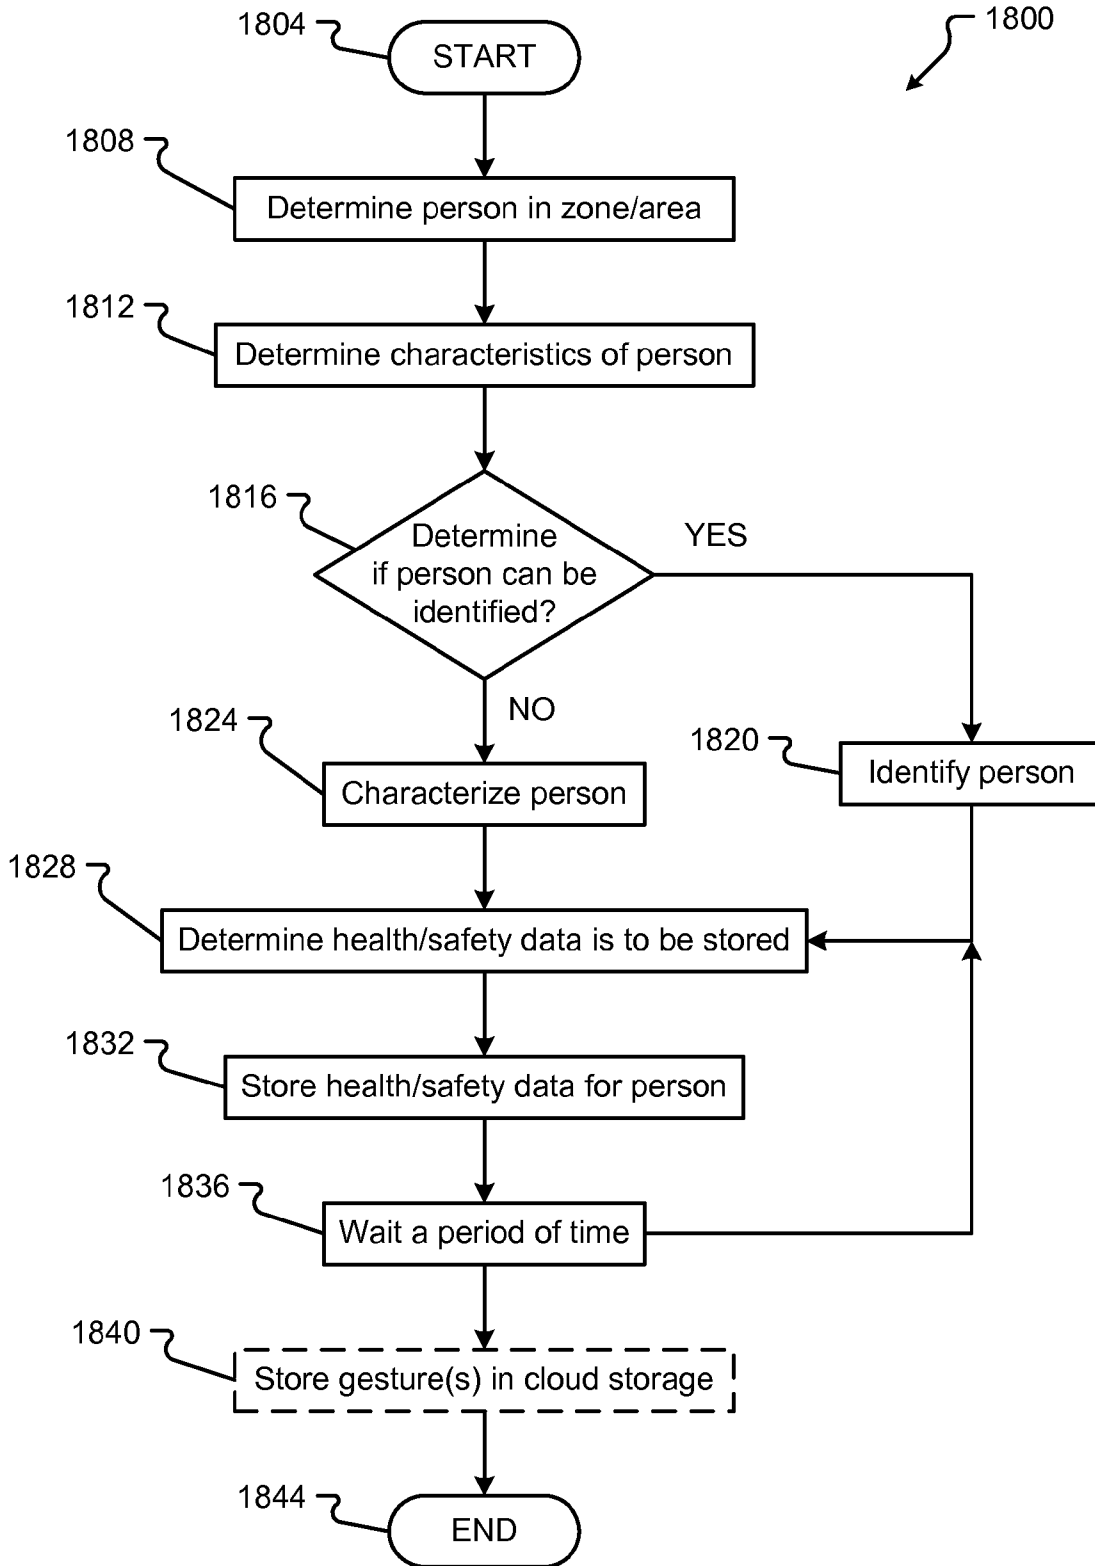 1804
START
1800
1808
Determine person in zone/area
1812
Determine characteristics of person
1816
Determine
if person can be
identified?
YES
NO
1824
Characterize person
1820
Identify person
1828
Determine health/safety data is to be stored
1832
Store health/safety data for person
1836
Wait a period of time
1840
Store gesture(s) in cloud storage
1844
END